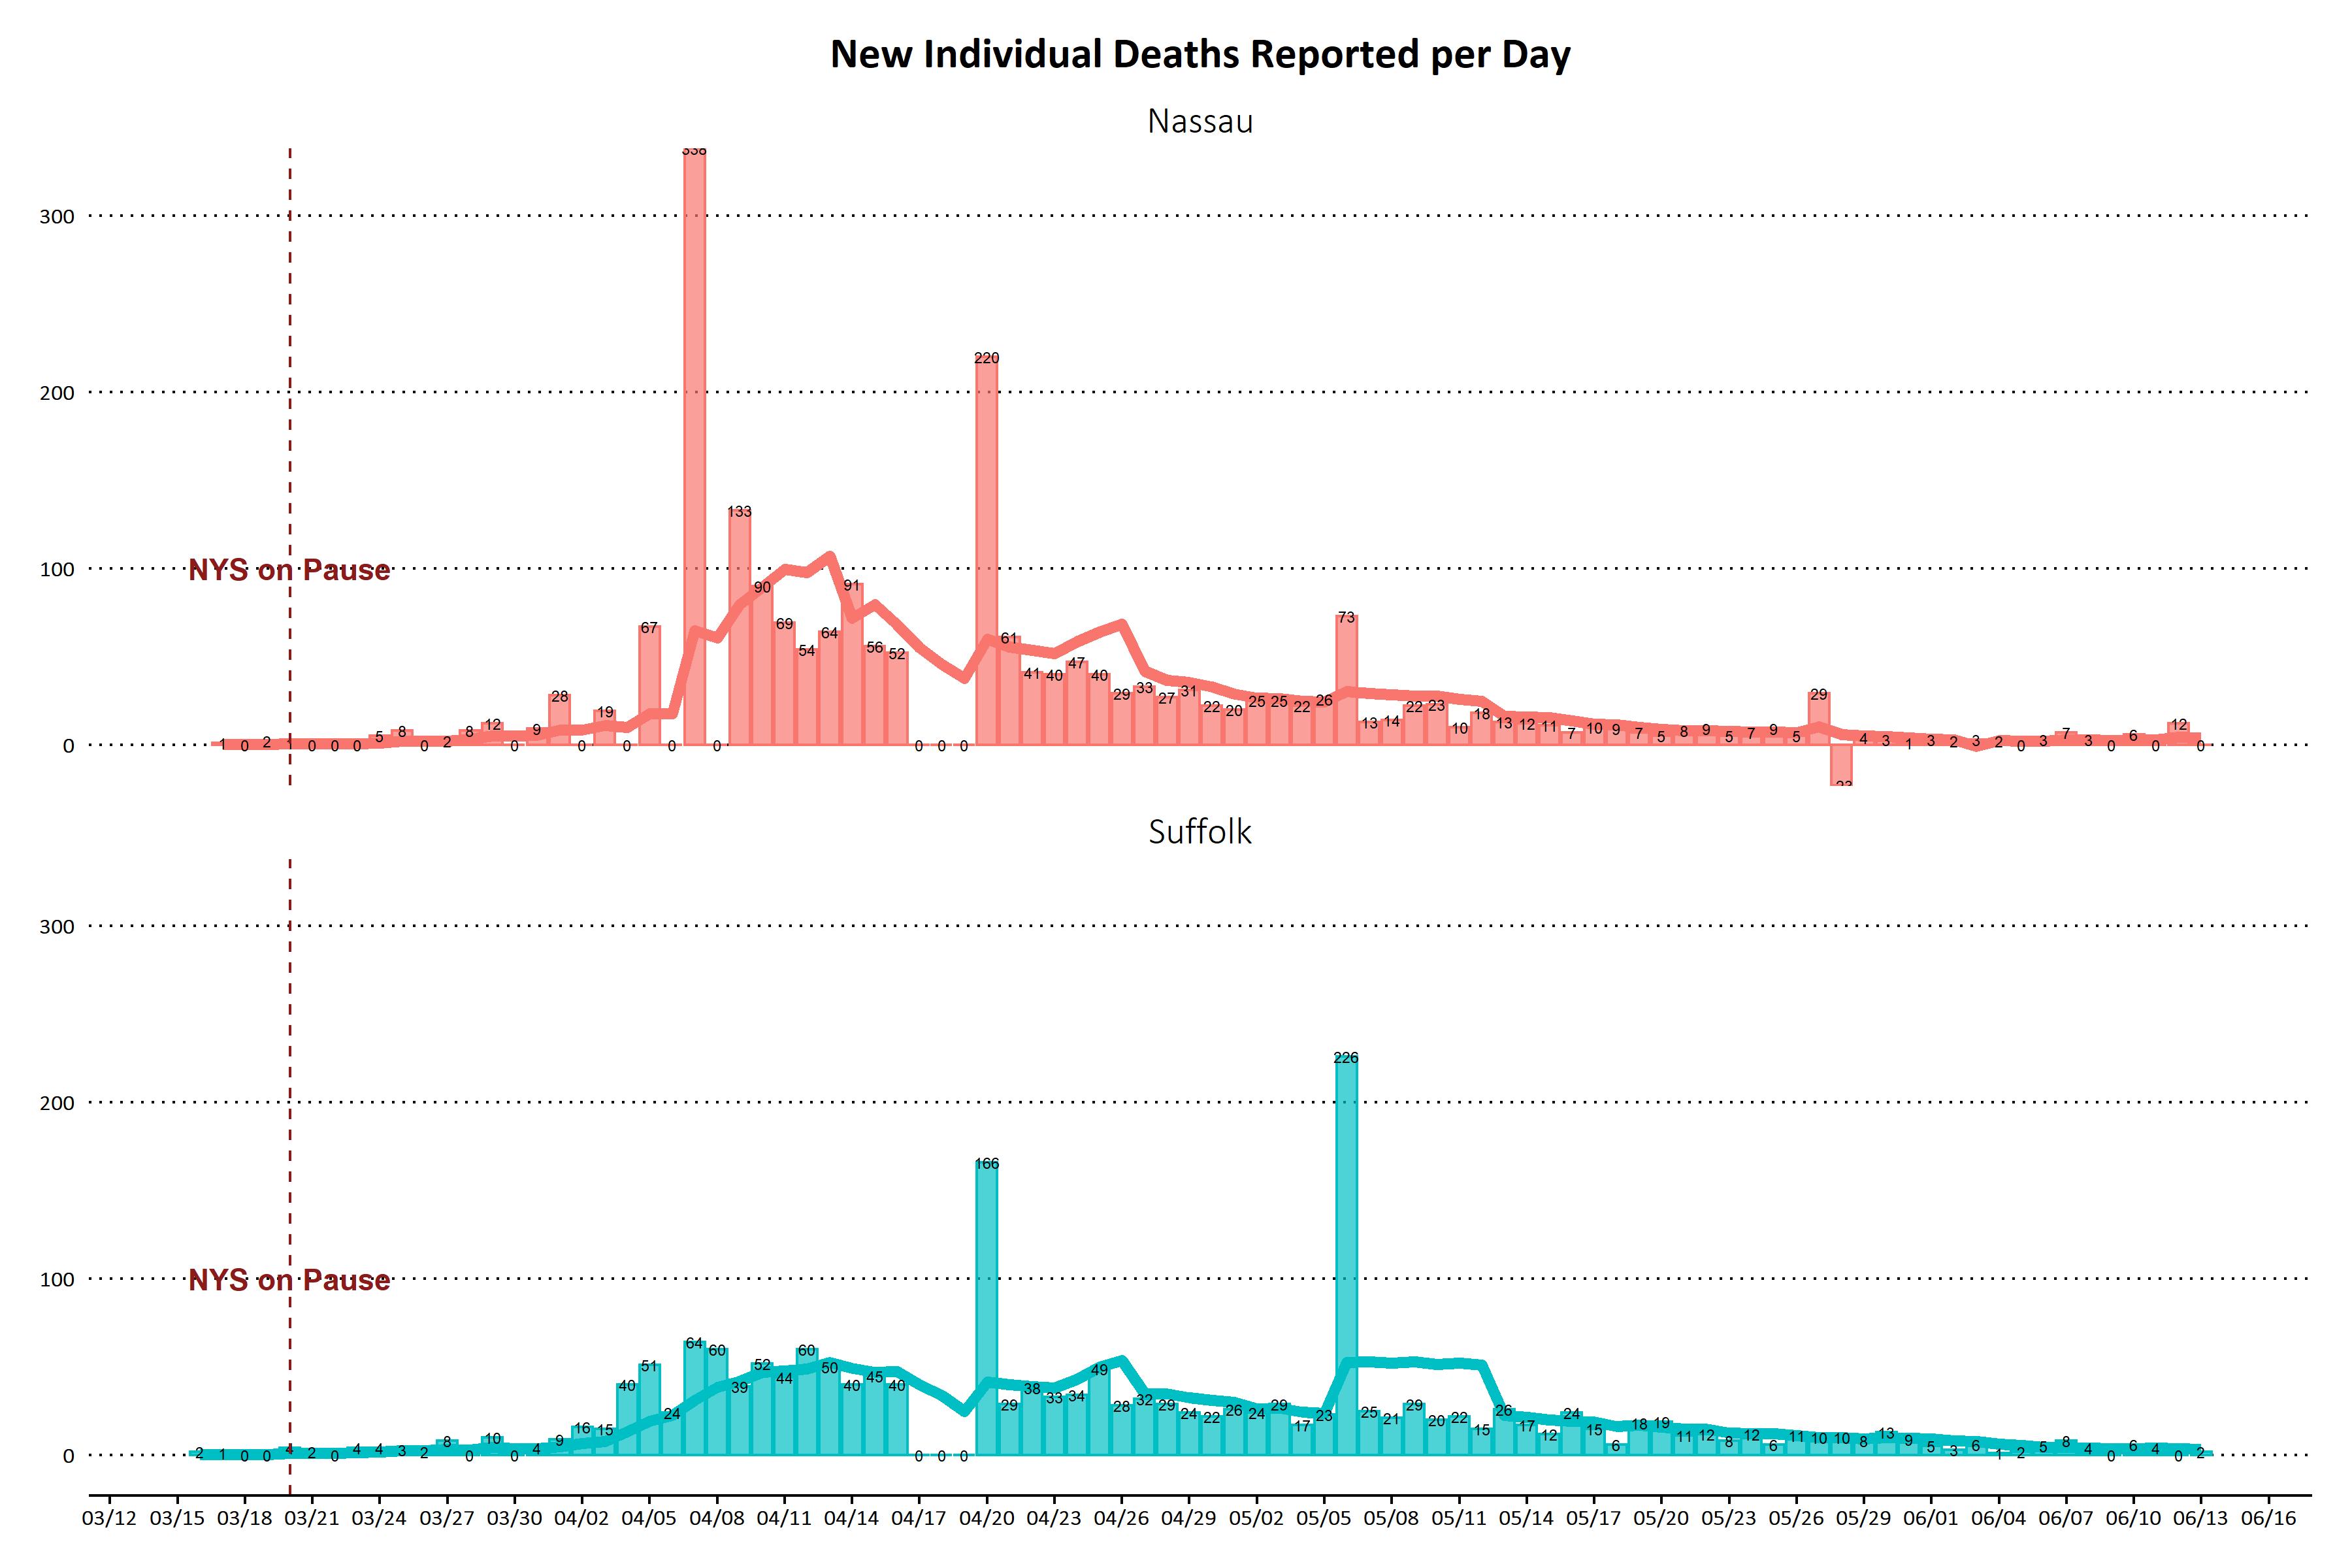 New Individual Deaths Reported per Day
Nassau
300
200
100
0
NYS on Pause
1 0 2 1 0 0 0 5 8 0 2 8 12 0 9 28 0 19 0 67 0 338 0 133 90 69 54 64 91 56 52 0 0 0 220 61 41 40 47 40 29 33 27 31 22 20 25 25 22 26 73 13 14 22 23 10 18 13 12 11 7 10 9 7 5 8 9 5 7 9 5 29 4 3 1 3 2 3 2 0 3 7 3 0 6 0 12 0
Suffolk
300
200
100
0
NYS on Pause
2 1 0 0 4 2 0 4 4 3 2 8 0 10 0 4 9 16 15 40 51 24 64 60 39 52 44 60 50 40 45 40 0 0 0 166 29 38 33 34 49 28 32 29 24 22 26 24 29 17 23 226 25 21 29 20 22 15 26 17 12 24 15 6 18 19 11 12 8 12 6 11 10 10 8 13 9 5 3 6 1 2 5 8 4 0 6 4 0 2
03/12 03/15 03/18 03/21 03/24 03/27 03/30 04/02 04/05 04/08 04/11 04/14 04/17 04/20 04/23 04/26 04/29 05/02 05/05 05/08 05/11 05/14 05/17 05/20 05/23 05/26 05/29 06/01 06/04 06/07 06/10 06/13 06/16